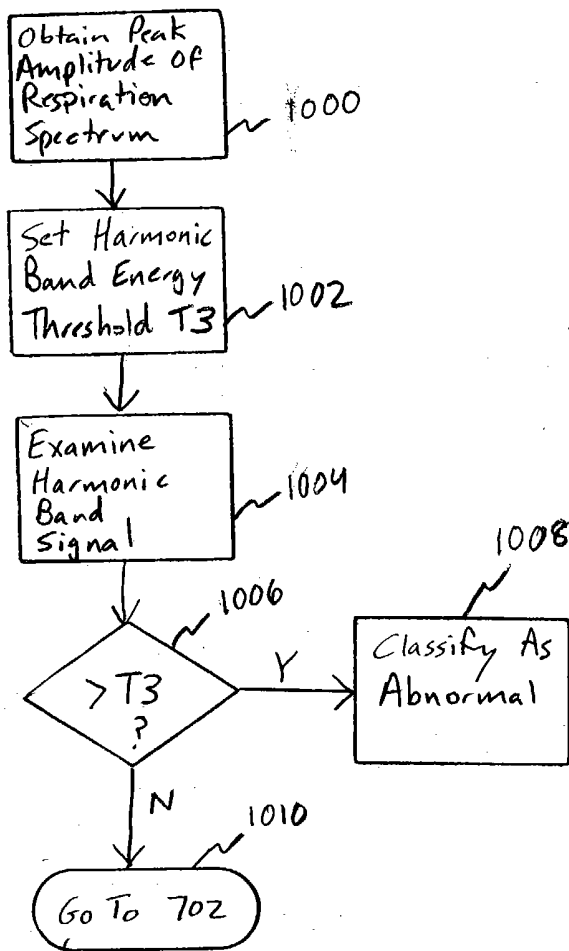 Obtain Peak
Amplitude Of
Respiration
Spectrum
1000
Set Harmonic
Band Energy
Threshold T3
1002
Examine
Harmonic
Band
Signal
1004
1006
> T3
?
Y
1008
Classify As
Abnormal
N
1010
Go To 702